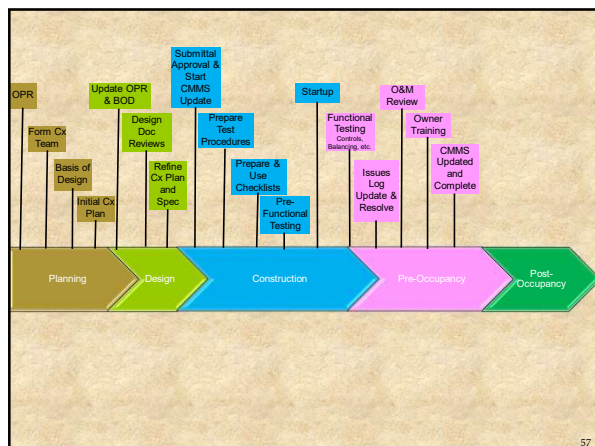 OPR
Form Cx
Team
Basis of
Design
Initial Cx
Plan
Update OPR
& BOD
Design
Doc
Reviews
Refine
Cx Plan
and
Spec
Submittal
Approval &
Start
CMMS
Update
Prepare
Test
Procedures
Prepare &
Use
Checklists
Pre-
Functional
Testing
Startup
Functional
Testing
Controls,
Balancing, etc.
Issues
Log
Update &
Resolve
O&M
Review
Owner
Training
CMMS
Updated
and
Complete
Planning
Design
Construction
Pre-Occupancy
Post-
Occupancy
57